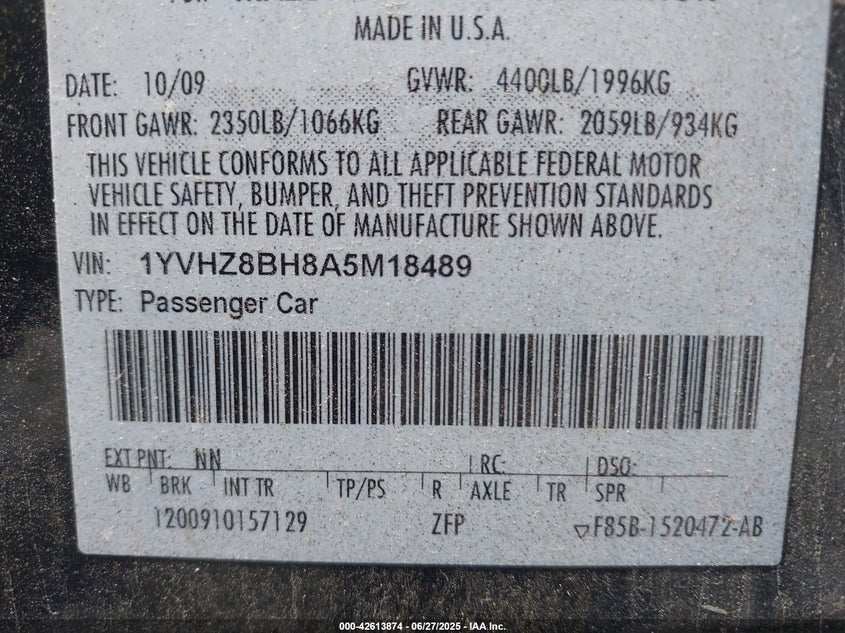 MADE IN U.S.A.
DATE: 10/09 GVWR: 4400LB/1996KG
FRONT GAWR: 2350LB/1066KG REAR GAWR: 2059LB/934KG
THIS VEHICLE CONFORMS TO ALL APPLICABLE FEDERAL MOTOR
VEHICLE SAFETY, BUMPER, AND THEFT PREVENTION STANDARDS
IN EFFECT ON THE DATE OF MANUFACTURE SHOWN ABOVE.
VIN: 1YVHZ8BH8A5M18489
TYPE: Passenger Car
EXT PNT: NN RC: DSO:
WB BRK INT TR TP/PS R AXLE TR SPR
1200910157129 ZFP F85B-1520472-AB
000-42613874 - 06/27/2025 - IAA Inc.